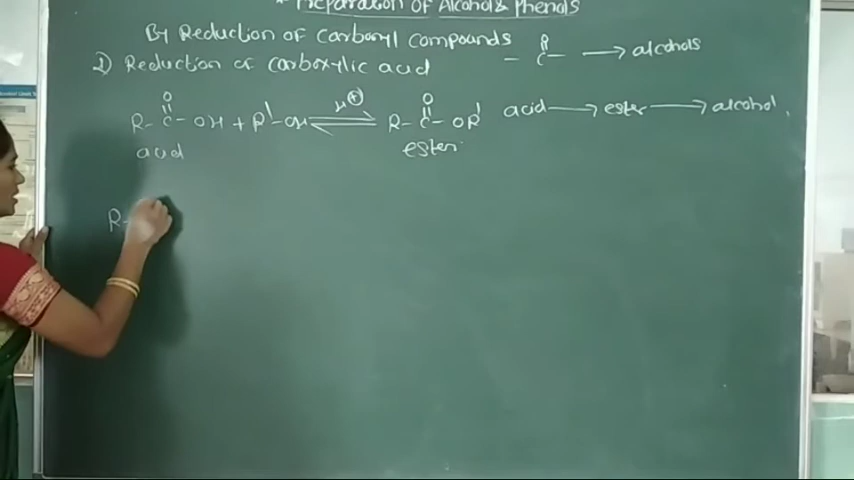 * Preparation of Alcohol & Phenols
By Reduction of Carbonyl Compounds -C(=O)- → alcohols
1) Reduction of carboxylic acid
R-C(=O)-OH + R'-OH ⇌ (H⊕) R-C(=O)-OR' acid → ester → alcohol,
acid ester
R-